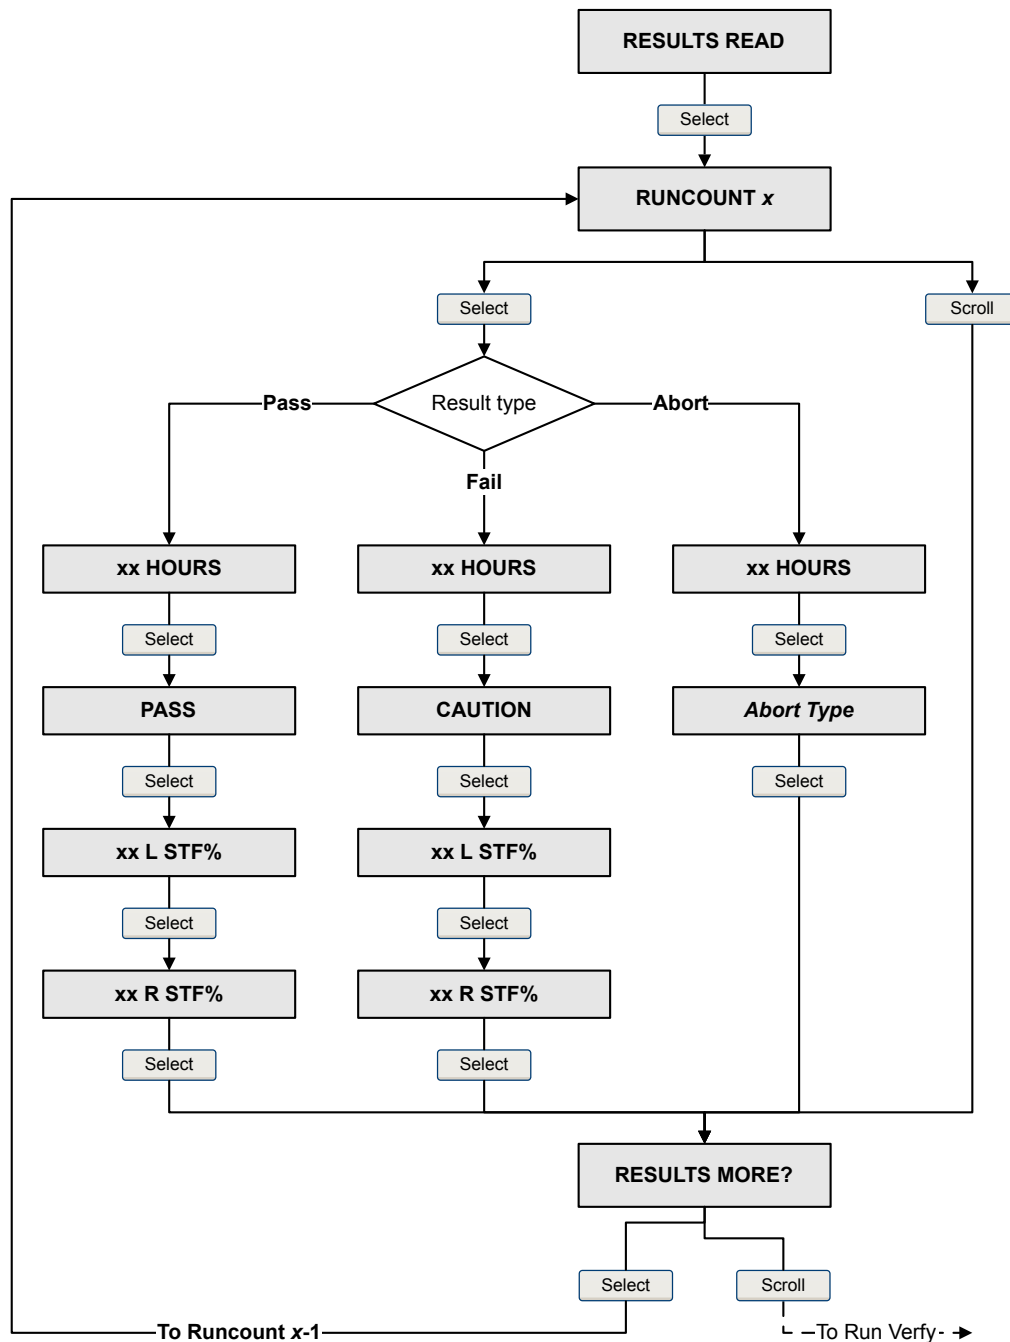 RESULTS READ
Select
RUNCOUNT x
Select
Scroll
Pass
Result type
Abort
Fail
xx HOURS
xx HOURS
xx HOURS
Select
Select
Select
PASS
CAUTION
Abort Type
Select
Select
Select
xx L STF%
xx L STF%
Select
Select
xx R STF%
xx R STF%
Select
Select
RESULTS MORE?
Select
Scroll
To Runcount x-1
To Run Verfy